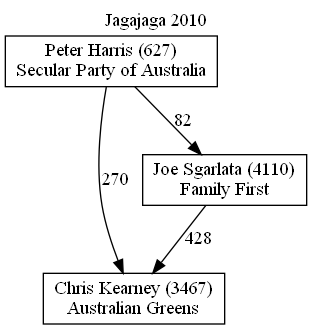 Jagajaga 2010
Peter Harris (627)
Secular Party of Australia
82
Joe Sgarlata (4110)
Family First
270
428
Chris Kearney (3467)
Australian Greens